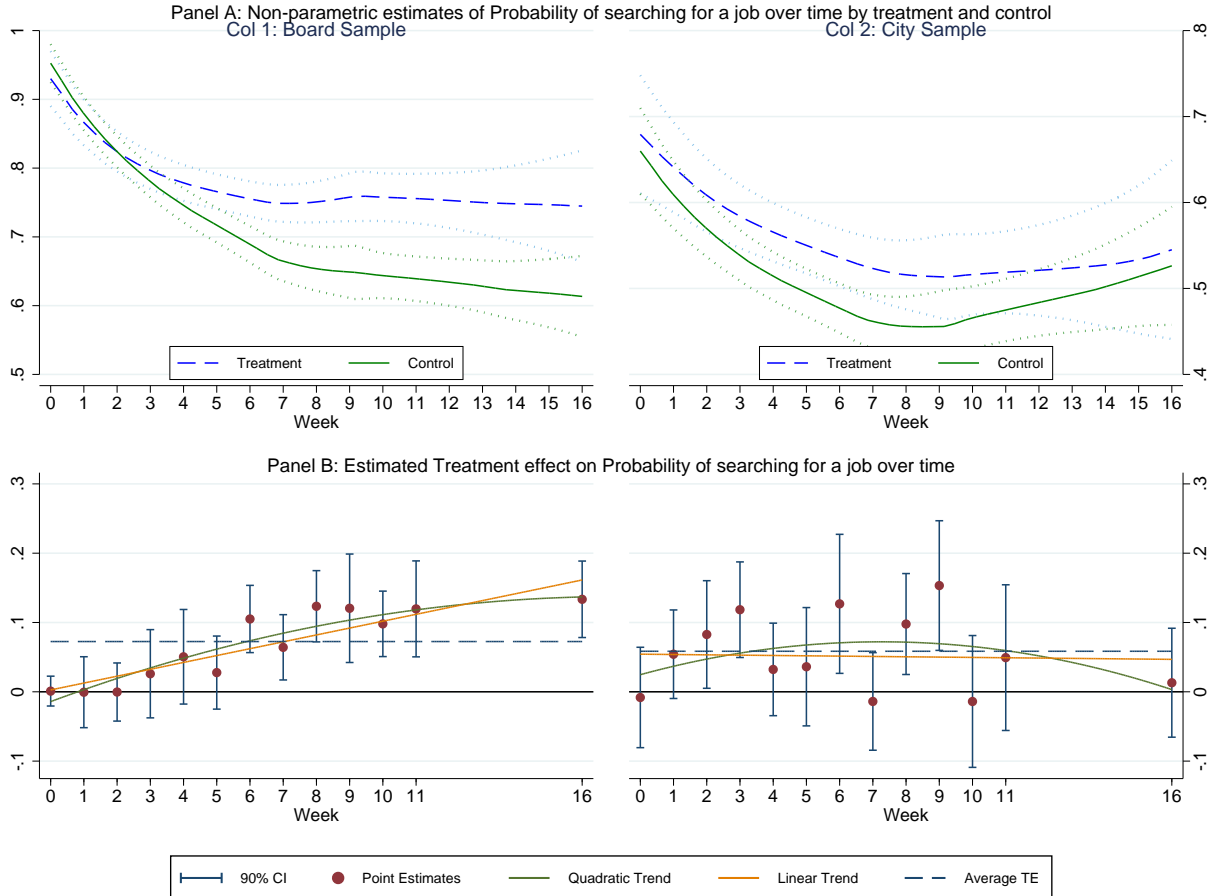 Panel A: Non-parametric estimates of Probability of searching for a job over time by treatment and control
Col 1: Board Sample
Col 2: City Sample
1
.9
.8
.7
.6
.5
.8
.7
.6
.5
.4
Treatment
Control
Treatment
Control
0 1 2 3 4 5 6 7 8 9 10 11 12 13 14 15 16
0 1 2 3 4 5 6 7 8 9 10 11 12 13 14 15 16
Week
Week
Panel B: Estimated Treatment effect on Probability of searching for a job over time
.3
.2
.1
0
-.1
.3
.2
.1
0
-.1
0 1 2 3 4 5 6 7 8 9 10 11 16
0 1 2 3 4 5 6 7 8 9 10 11 16
Week
Week
90% CI Point Estimates Quadratic Trend Linear Trend Average TE